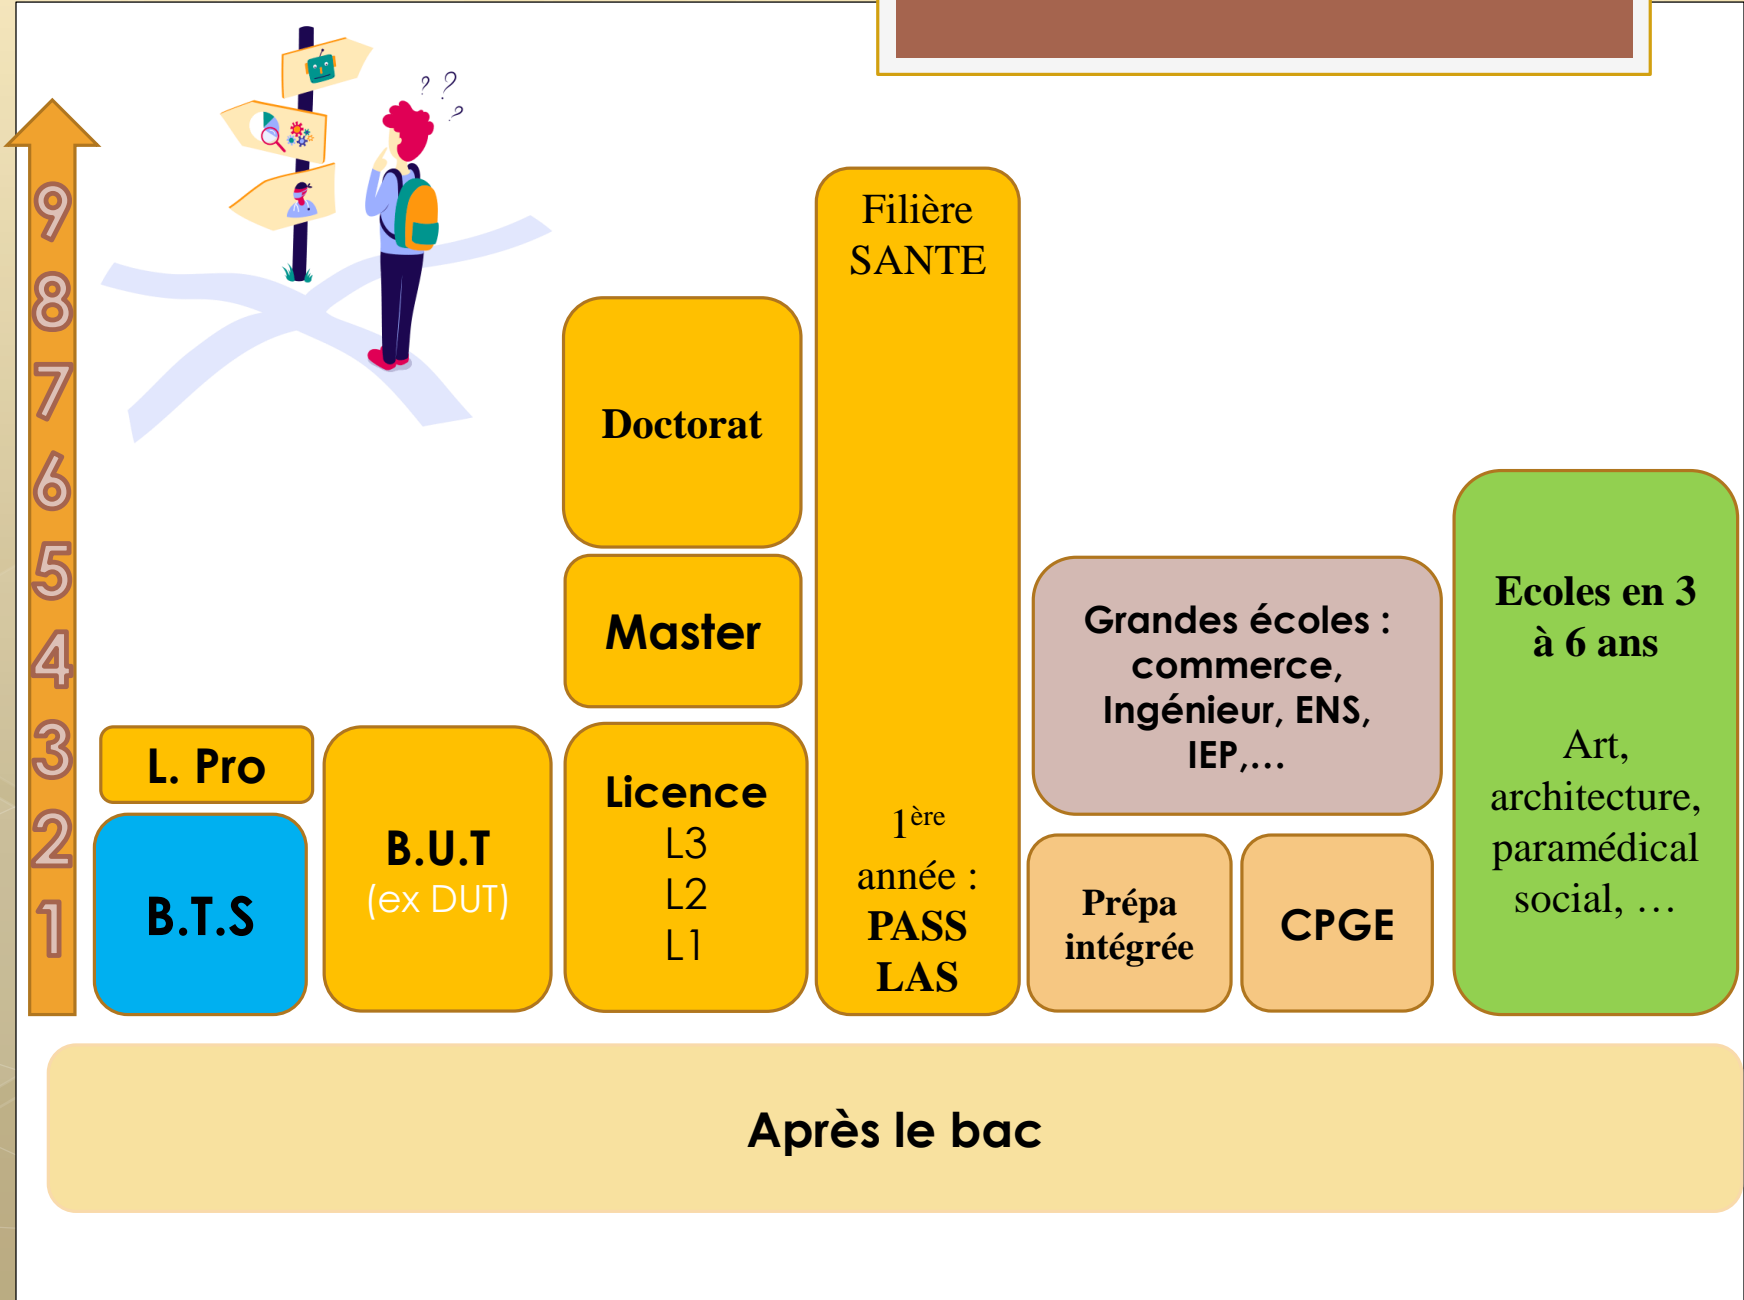 ? ? ?
9
8
7
6
5
4
3
2
1
L. Pro
B.T.S
B.U.T
(ex DUT)
Doctorat
Master
Licence
L3
L2
L1
Filière
SANTE
1ère
année :
PASS
LAS
Grandes écoles :
commerce,
Ingénieur, ENS,
IEP,...
Prépa
intégrée
CPGE
Ecoles en 3
à 6 ans
Art,
architecture,
paramédical
social, …
Après le bac